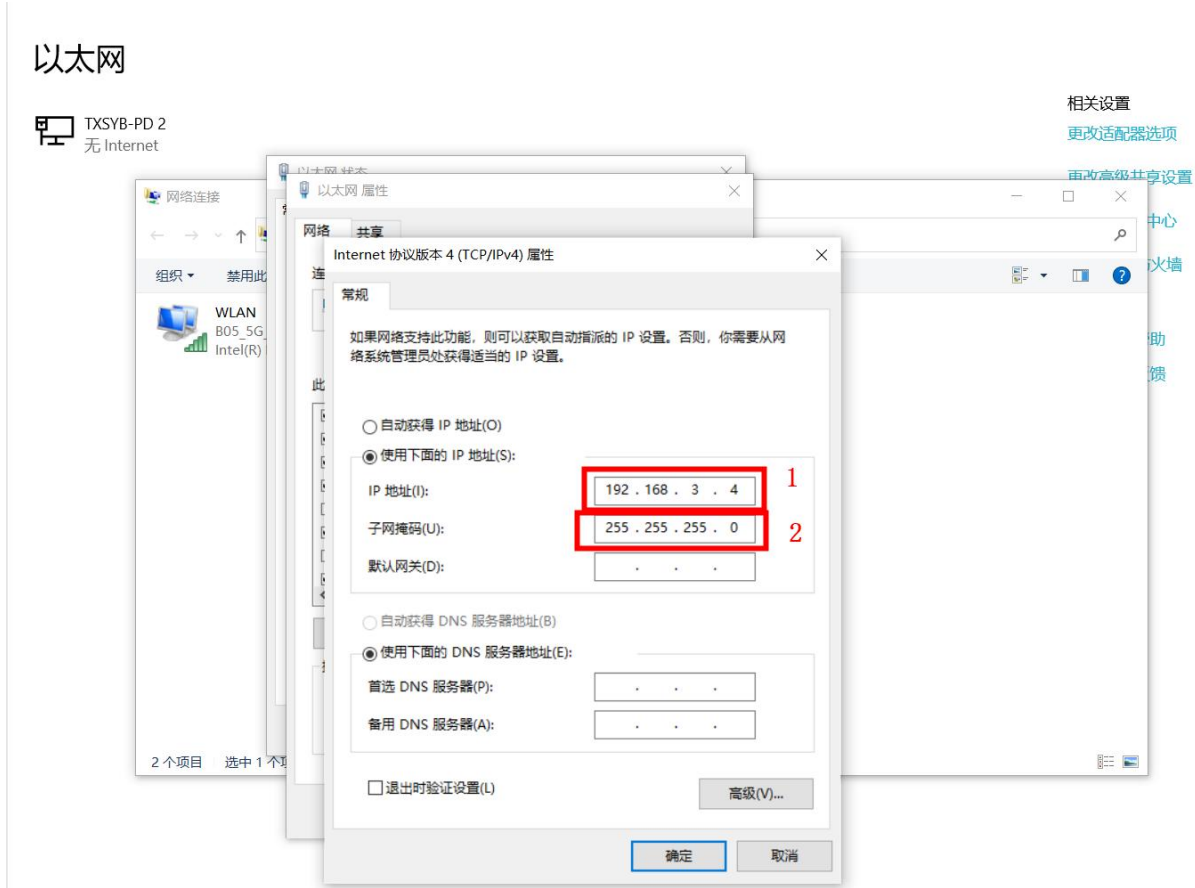 以太网
TXSYB-PD 2
无 Internet
相关设置
更改适配器选项
更改高级共享设置
中心
火墙
助
馈
以太网 状态
以太网 属性
网络连接
网络
共享
组织
禁用此
WLAN
B05_5G_
Intel(R)
连
此
Internet 协议版本 4 (TCP/IPv4) 属性
常规
如果网络支持此功能，则可以获取自动指派的 IP 设置。否则，你需要从网
络系统管理员处获得适当的 IP 设置。
自动获得 IP 地址(O)
使用下面的 IP 地址(S):
IP 地址(I):
192 . 168 . 3 . 4
1
子网掩码(U):
255 . 255 . 255 . 0
2
默认网关(D):
自动获得 DNS 服务器地址(B)
使用下面的 DNS 服务器地址(E):
首选 DNS 服务器(P):
备用 DNS 服务器(A):
退出时验证设置(L)
高级(V)...
确定
取消
2 个项目
选中 1 个项